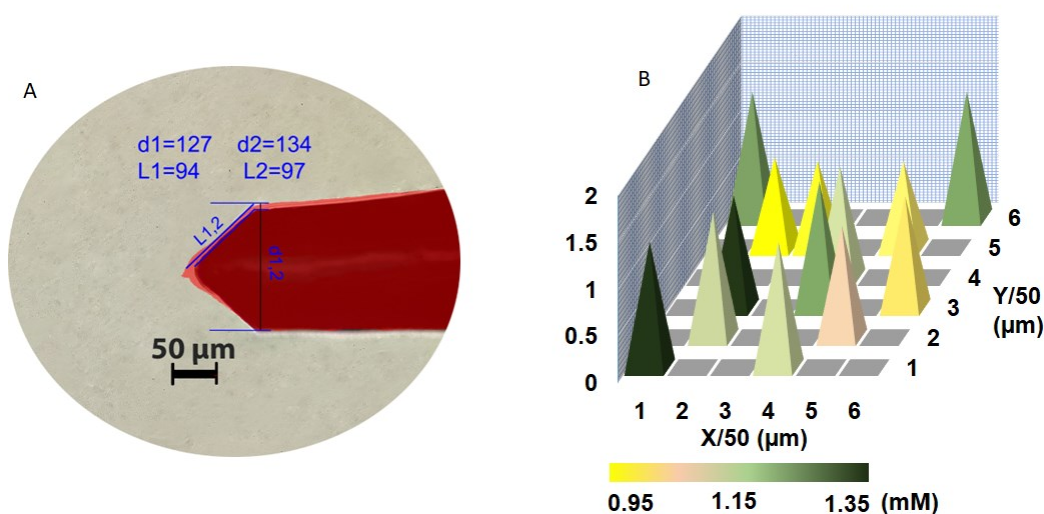 A
d1=127 d2=134
L1=94 L2=97
L1,2
d1,2
50 µm
B
2
1.5
1
0.5
0
6
5
4
3
2
1
Y/50
(µm)
1 2 3 4 5 6
X/50 (µm)
0.95 1.15 1.35 (mM)